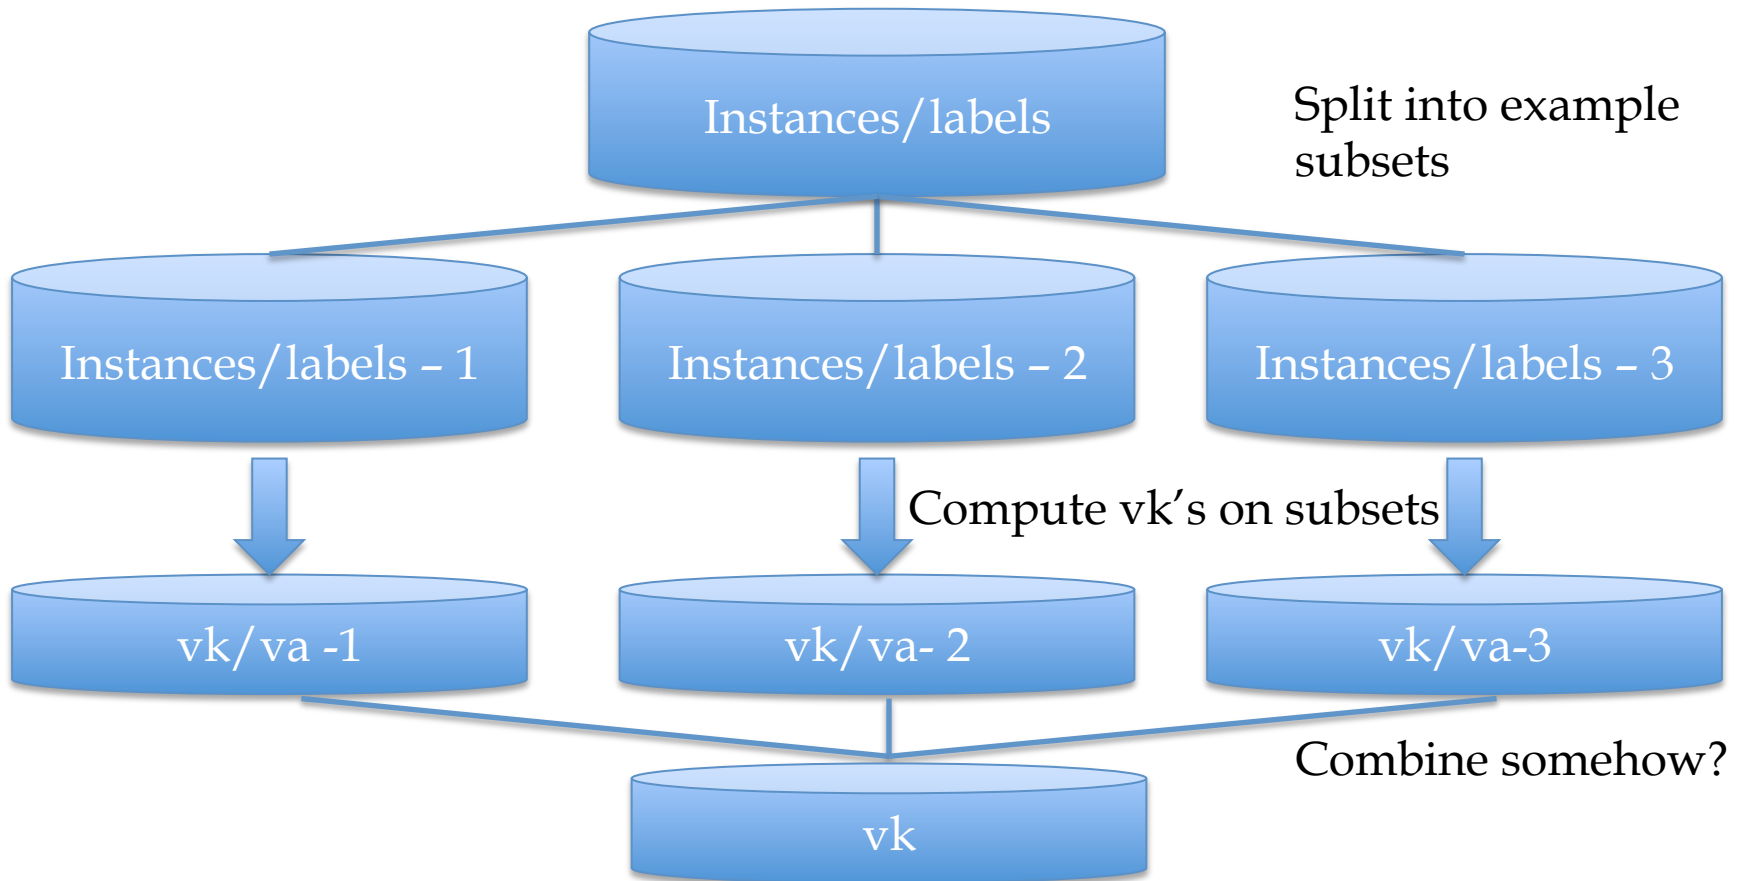 Instances/labels
Split into example
subsets
Instances/labels – 1
Instances/labels – 2
Instances/labels – 3
Compute vk’s on subsets
vk/va -1
vk/va- 2
vk/va-3
Combine somehow?
vk